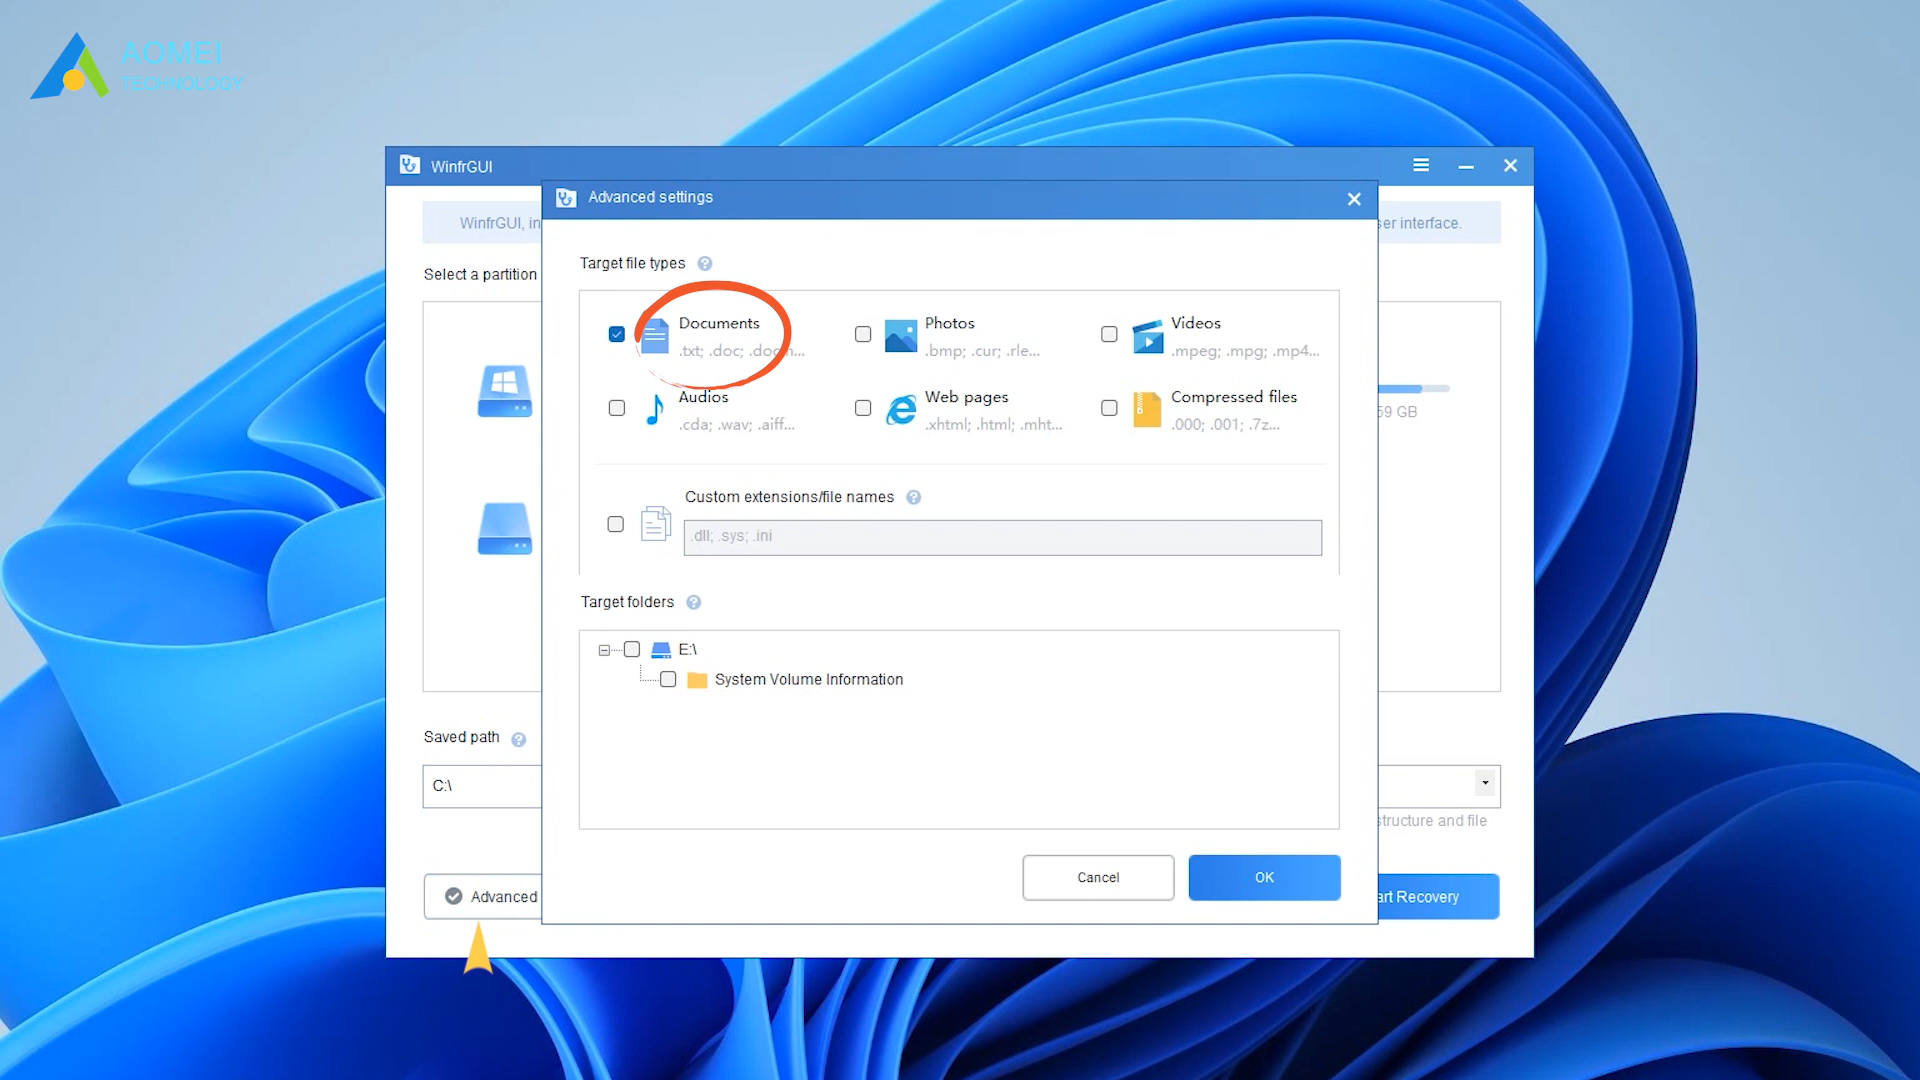 AOMEI
TECHNOLOGY
WinfrGUI
Advanced settings
WinfrGUI, in
ser interface.
Select a partition
Target file types
Documents
.txt; .doc; .docm...
Photos
.bmp; .cur; .rle...
Videos
.mpeg; .mpg; .mp4...
Audios
.cda; .wav; .aiff...
Web pages
.xhtml; .html; .mht...
Compressed files
.000; .001; .7z...
59 GB
Custom extensions/file names
.dll; .sys; .ini
Target folders
E:\
System Volume Information
Saved path
C:\
structure and file
Cancel
OK
Advanced
art Recovery